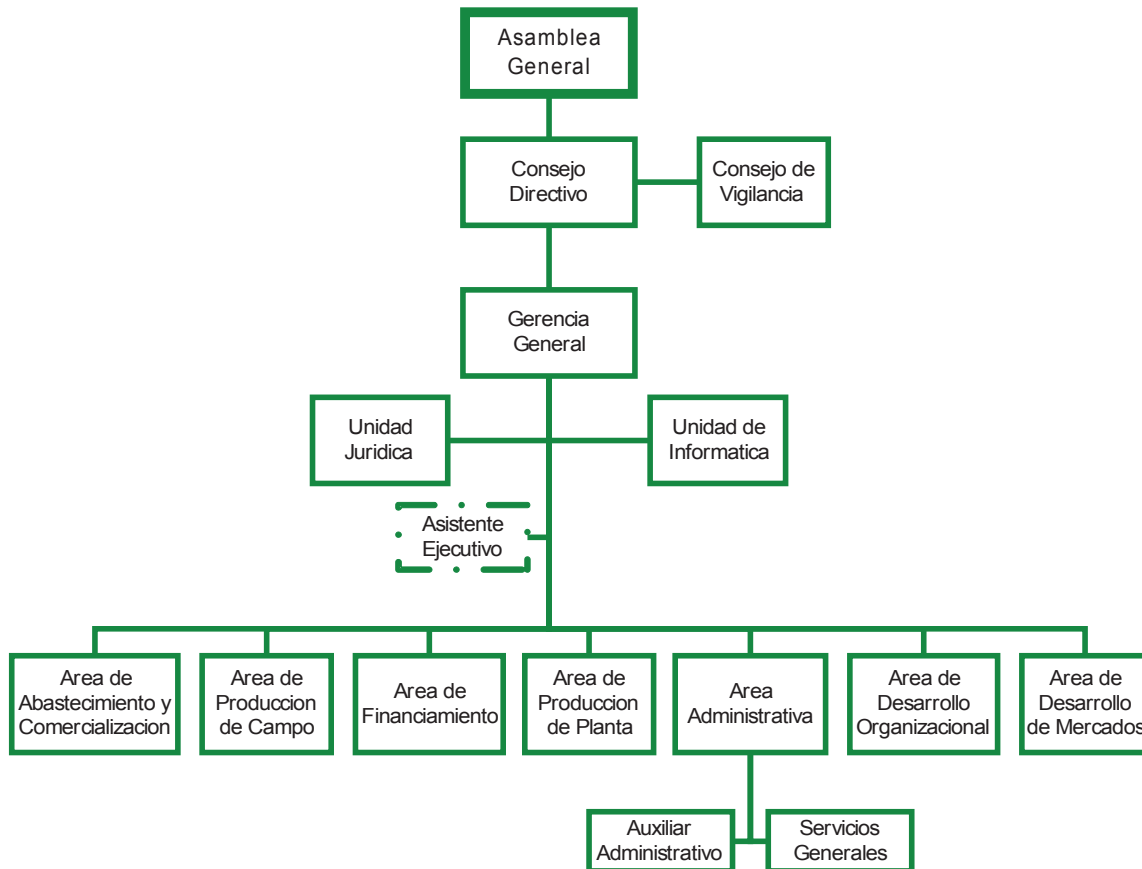 Asamblea
General
Consejo
Directivo
Consejo de
Vigilancia
Gerencia
General
Unidad
Juridica
Unidad de
Informatica
Asistente
Ejecutivo
Area de
Abastecimiento y
Comercializacion
Area de
Produccion
de Campo
Area de
Financiamiento
Area de
Produccion
de Planta
Area
Administrativa
Area de
Desarrollo
Organizacional
Area de
Desarrollo
de Mercados
Auxiliar
Administrativo
Servicios
Generales